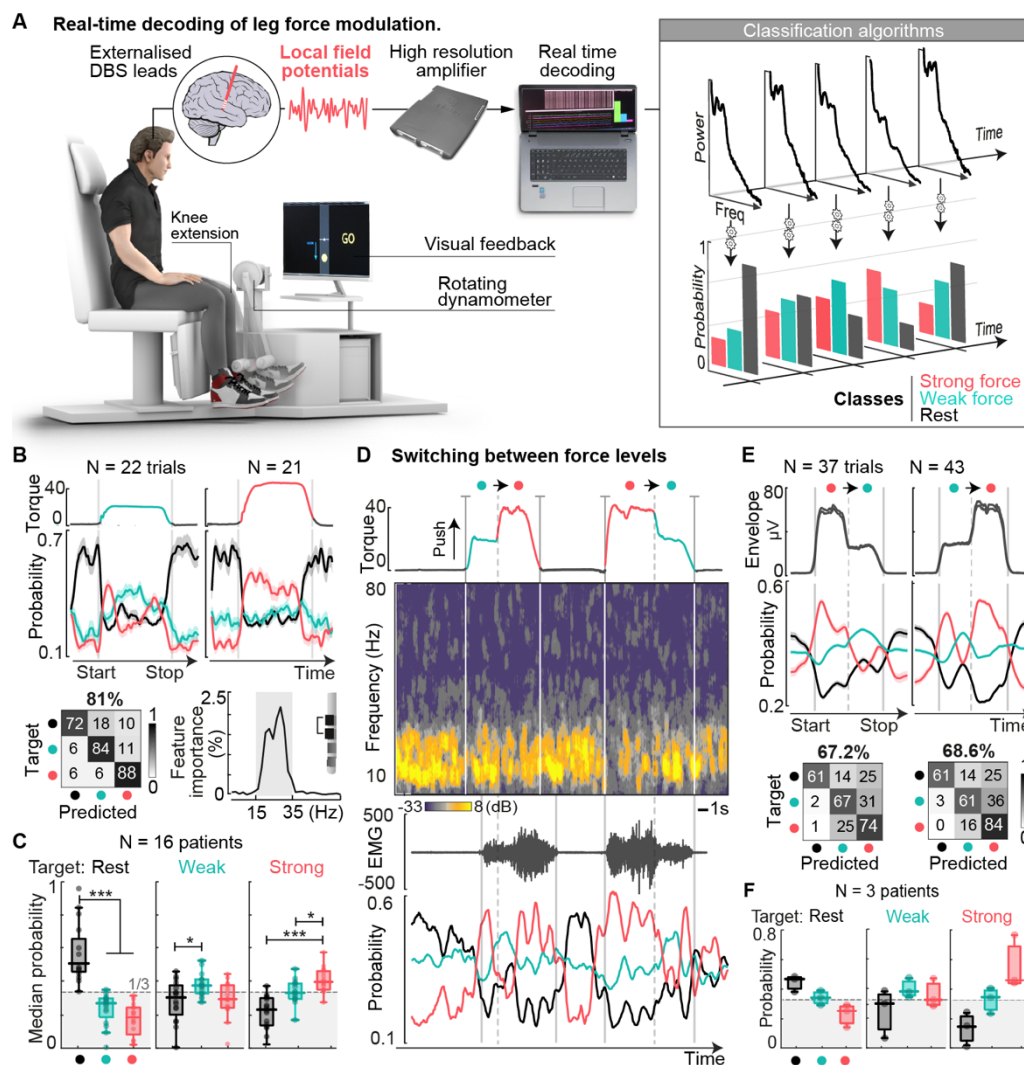 A Real-time decoding of leg force modulation.
Externalised
DBS leads
Local field
potentials
High resolution
amplifier
Real time
decoding
Classification algorithms
Power
Time
Freq
1
Probability
0
Time
Classes
Strong force
Weak force
Rest
Knee
extension
GO
Visual feedback
Rotating
dynamometer
B
N = 22 trials
N = 21
Torque
40
0
0.7
Probability
0.1
Start
Stop
Time
81%
Target
72 18 10
6 84 11
6 6 88
Predicted
1
0
2.5
Feature
importance
(%)
0
15 35 (Hz)
C
N = 16 patients
Target: Rest
Weak
Strong
1
Median probability
0
***
1/3
*
***
*
D Switching between force levels
Torque
40
0
Push
80
Frequency (Hz)
10
-33 8 (dB)
1s
500
EMG
-500
0.6
Probability
0.1
Time
E
N = 37 trials
N = 43
80
Envelope
µV
0
0.6
Probability
0.2
Start
Stop
Time
67.2%
Target
61 14 25
2 67 31
1 25 74
Predicted
68.6%
61 14 25
3 61 36
0 16 84
Predicted
F
N = 3 patients
Target: Rest
Weak
Strong
0.8
Probability
0